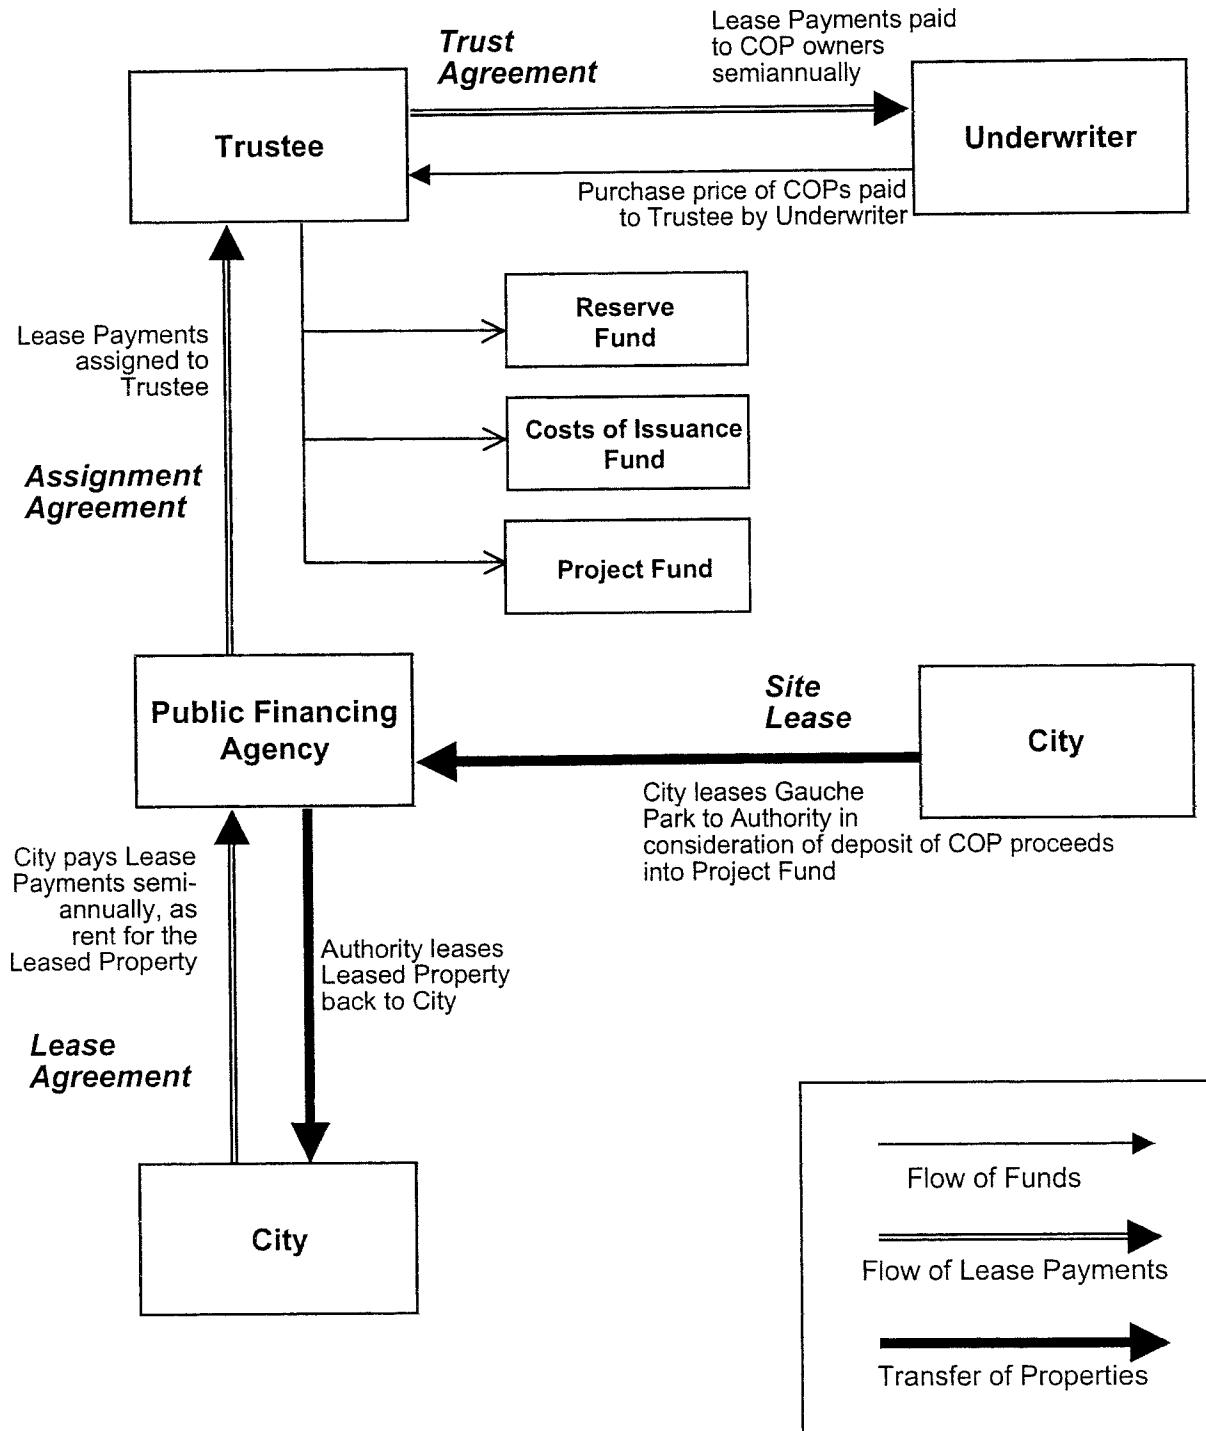 Trust
Agreement
Lease Payments paid
to COP owners
semiannually
Trustee
Underwriter
Purchase price of COPs paid
to Trustee by Underwriter
Reserve
Fund
Lease Payments
assigned to
Trustee
Costs of Issuance
Fund
Assignment
Agreement
Project Fund
Public Financing
Agency
Site
Lease
City
City leases Gauche
Park to Authority in
consideration of deposit of COP proceeds
into Project Fund
City pays Lease
Payments semi-
annually, as
rent for the
Leased Property
Authority leases
Leased Property
back to City
Lease
Agreement
City
Flow of Funds
Flow of Lease Payments
Transfer of Properties